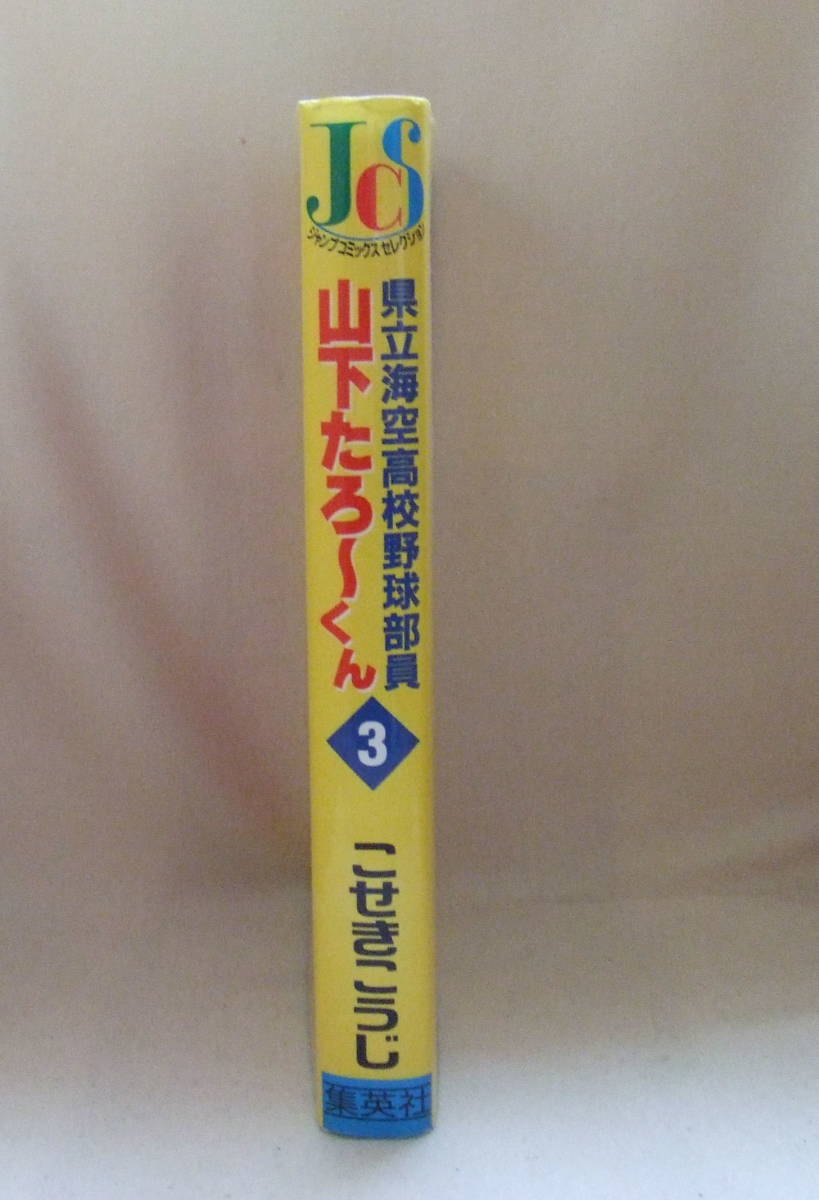 JCS
ジャンプコミックスセレクション
県立海空高校野球部員
山下たろ～くん
3
こせきこうじ
集英社